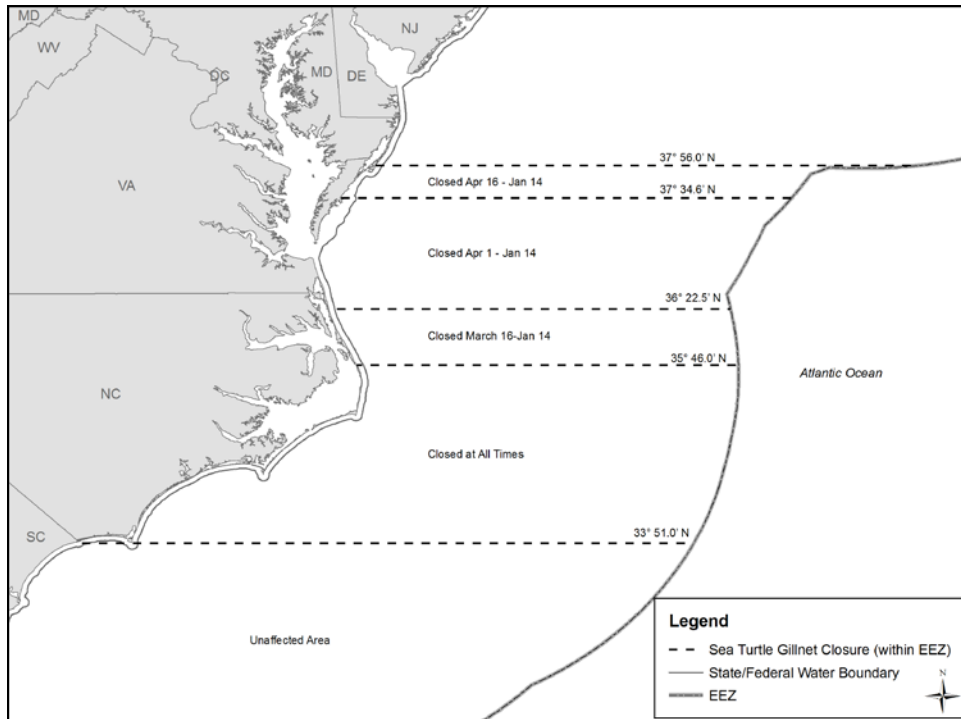 MD
WV
DC
MD
DE
NJ
VA
NC
SC
37° 56.0' N
Closed Apr 16 - Jan 14
37° 34.6' N
Closed Apr 1 - Jan 14
36° 22.5' N
Closed March 16-Jan 14
35° 46.0' N
Atlantic Ocean
Closed at All Times
33° 51.0' N
Unaffected Area
Legend
Sea Turtle Gillnet Closure (within EEZ)
State/Federal Water Boundary
EEZ
N